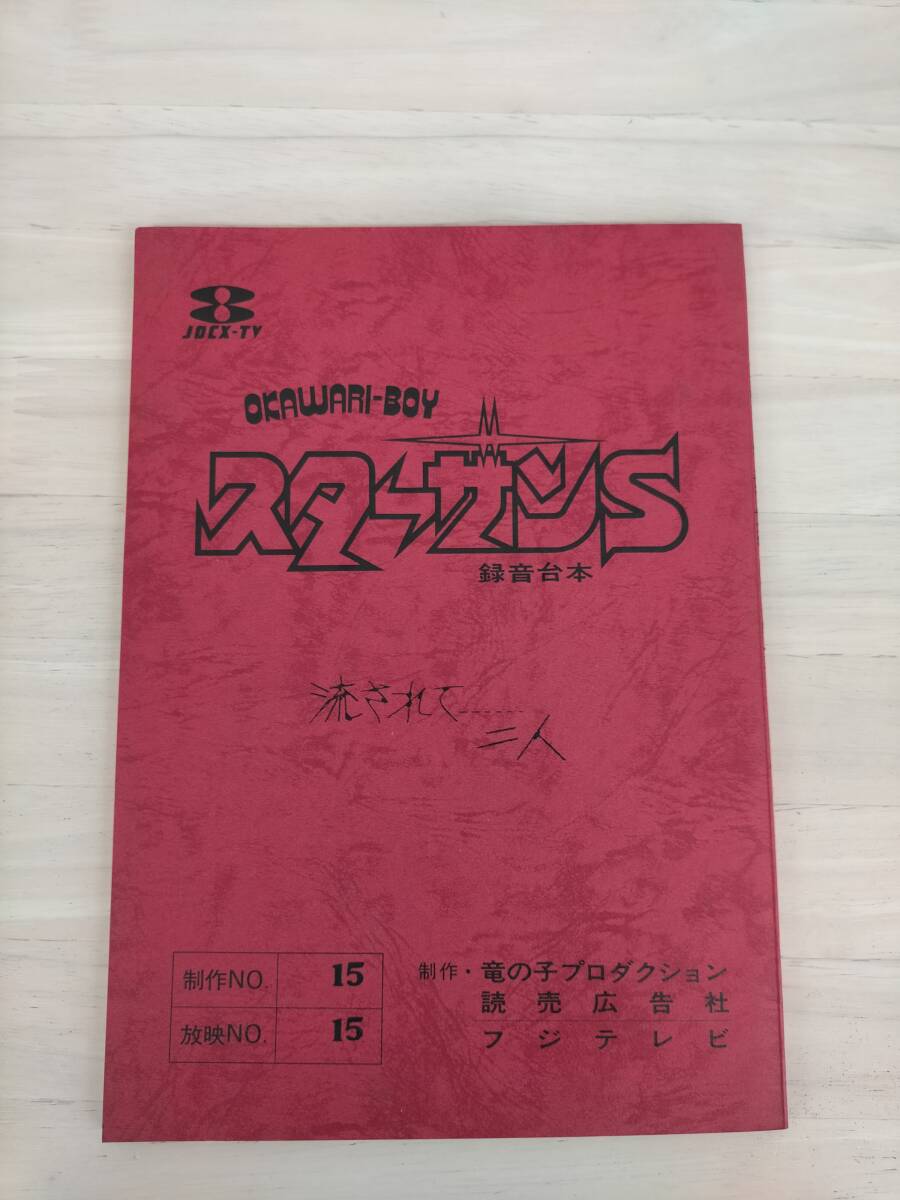 JOCX-TV
OKAWARI-BOY
スターザンS
録音台本
流されて……
二人
制作NO. 15
放映NO. 15
制作・竜の子プロダクション
読売広告社
フジテレビ